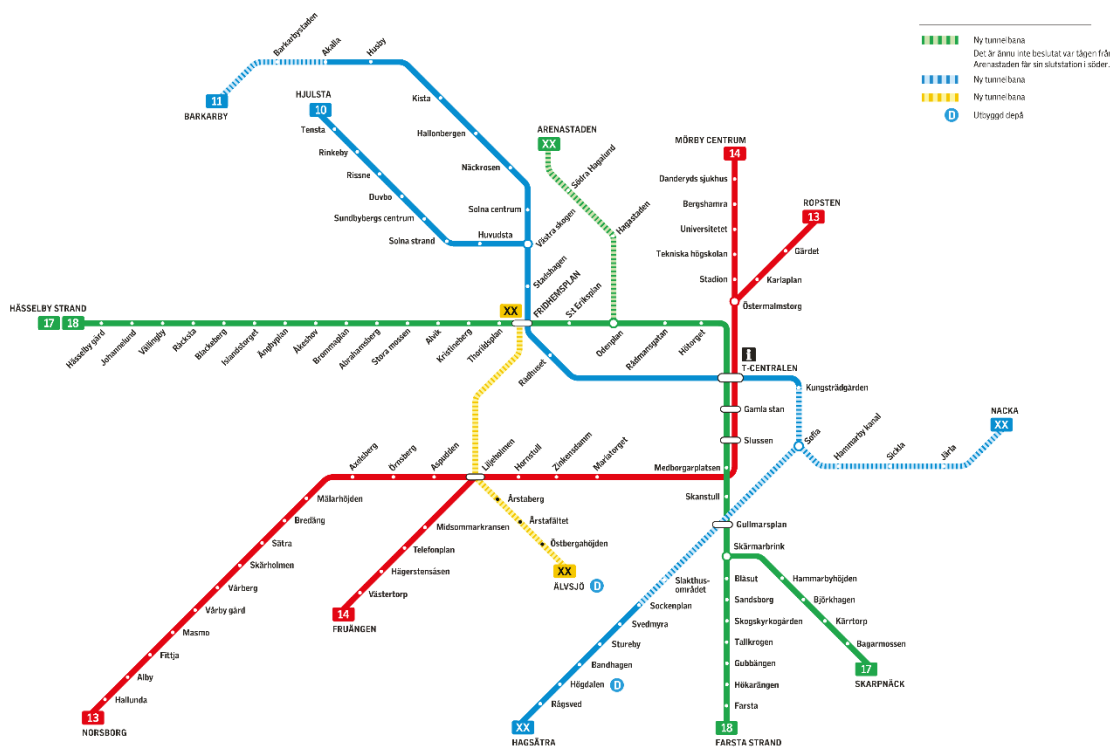 Ny tunnelbana
Det är ännu inte beslutat var tågen från
Arenastaden får sin slutstation i söder.
Ny tunnelbana
Ny tunnelbana
D Utbyggd depå
Barkarbystaden
Akalla
Husby
11
BARKARBY
HJULSTA
10
Kista
Tensta
Hallonbergen
Rinkeby
Rissne
Näckrosen
Duvbo
Solna centrum
Sundbybergs centrum
Solna strand
Huvudsta
Västra skogen
Stadshagen
ARENASTADEN
XX
Södra Hagalund
Hagastaden
MÖRBY CENTRUM
14
Danderyds sjukhus
Bergshamra
Universitetet
Tekniska högskolan
Stadion
ROPSTEN
13
Gärdet
Karlaplan
Östermalmstorg
HÄSSELBY STRAND
17 18
Hässelby gård
Johannelund
Vällingby
Råcksta
Blackeberg
Islandstorget
Ängbyplan
Åkeshov
Brommaplan
Abrahamsberg
Stora mossen
Alvik
Kristineberg
Thorildsplan
XX
FRIDHEMSPLAN
S:t Eriksplan
Odenplan
Rådmansgatan
Hötorget
Rådhuset
T-CENTRALEN
Kungsträdgården
Gamla stan
Slussen
Medborgarplatsen
Sofia
Hammarby kanal
Sickla
Järla
NACKA
XX
Axelsberg
Örnsberg
Aspudden
Liljeholmen
Hornstull
Zinkensdamm
Mariatorget
Skanstull
Gullmarsplan
Skärmarbrink
Mälarhöjden
Bredäng
Sätra
Skärholmen
Vårberg
Vårby gård
Masmo
Fittja
Alby
Hallunda
13
NORSBORG
Midsommarkransen
Telefonplan
Hägerstensåsen
Västertorp
14
FRUÄNGEN
Årstaberg
Årstafältet
Östbergahöjden
XX
ÄLVSJÖ D
Slakthus-
området
Sockenplan
Svedmyra
Stureby
Bandhagen
Högdalen D
Rågsved
XX
HAGSÄTRA
Blåsut
Sandsborg
Skogskyrkogården
Tallkrogen
Gubbängen
Hökarängen
Farsta
18
FARSTA STRAND
Hammarbyhöjden
Björkhagen
Kärrtorp
Bagarmossen
17
SKARPNÄCK